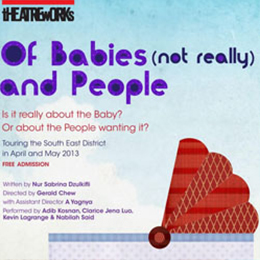 tHEATREWORKS
Of Babies (not really)
and People
Is it really about the Baby?
Or about the People wanting it?
Touring the South East District
in April and May 2013
FREE ADMISSION
Written by Nur Sabrina Dzulkifli
Directed by Gerald Chew
with Assistant Director A Yagnya
Performed by Adib Kosnan, Clarice Jena Luo,
Kevin Lagrange & Nabilah Said